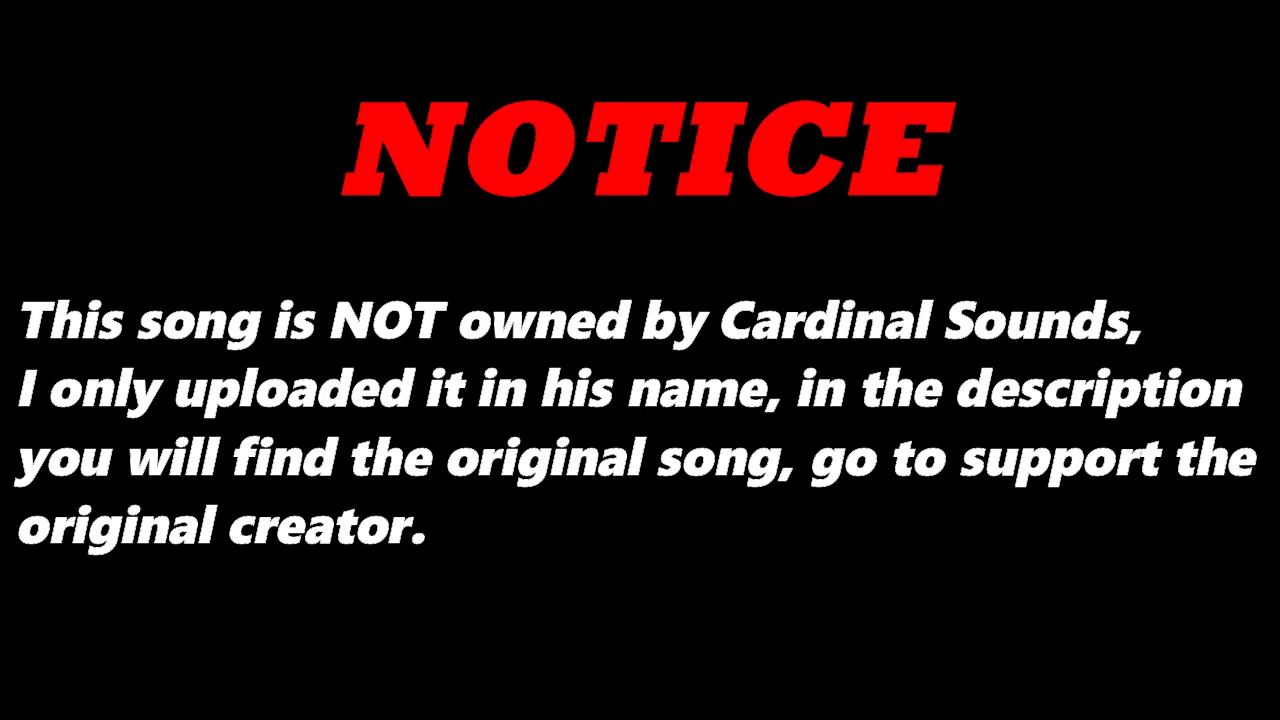 NOTICE
This song is NOT owned by Cardinal Sounds,
I only uploaded it in his name, in the description
you will find the original song, go to support the
original creator.